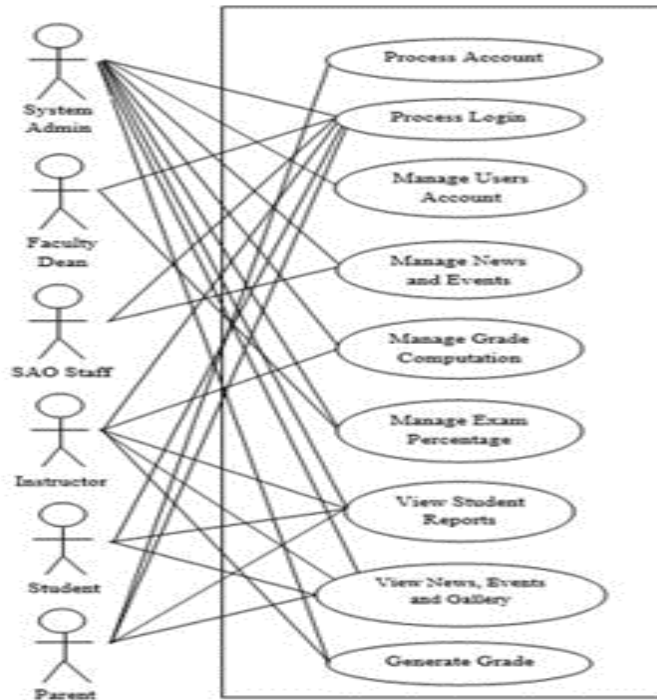 System
Admin
Faculty
Dean
SAO Staff
Instructor
Student
Parent
Process Account
Process Login
Manage Users
Account
Manage News
and Events
Manage Grade
Computation
Manage Exam
Percentage
View Student
Reports
View News, Events
and Gallery
Generate Grade